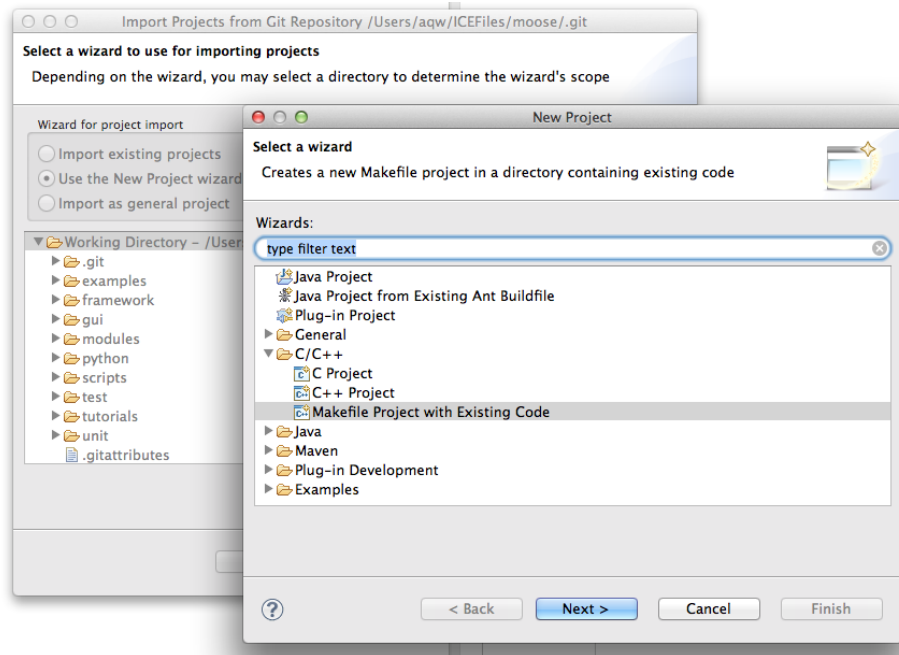 Import Projects from Git Repository /Users/aqw/ICEFiles/moose/.git
Select a wizard to use for importing projects
Depending on the wizard, you may select a directory to determine the wizard's scope
Wizard for project import
Import existing projects
Use the New Project wizard
Import as general project
Working Directory – /User
.git
examples
framework
gui
modules
python
scripts
test
tutorials
unit
.gitattributes
New Project
Select a wizard
Creates a new Makefile project in a directory containing existing code
Wizards:
type filter text
Java Project
Java Project from Existing Ant Buildfile
Plug-in Project
General
C/C++
C Project
C++ Project
Makefile Project with Existing Code
Java
Maven
Plug-in Development
Examples
?
< Back Next > Cancel Finish